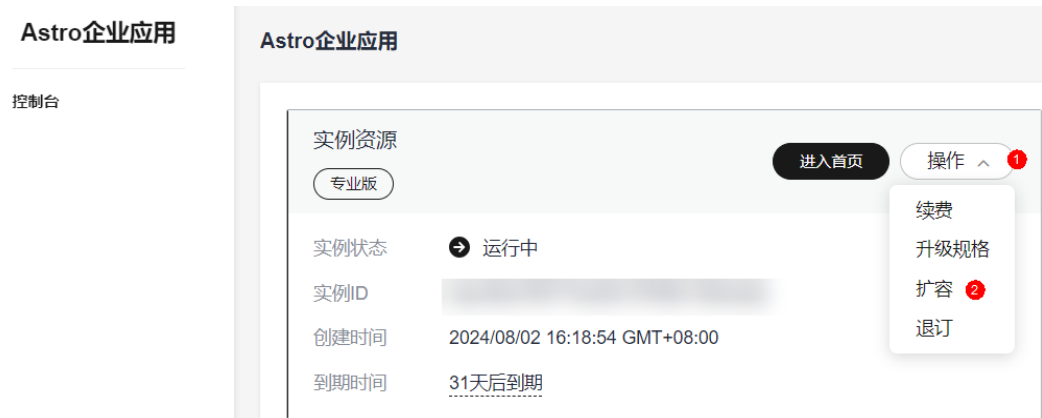 Astro企业应用
控制台
Astro企业应用
实例资源
专业版
进入首页
操作
1
续费
升级规格
扩容 2
退订
实例状态 运行中
实例ID
创建时间 2024/08/02 16:18:54 GMT+08:00
到期时间 31天后到期